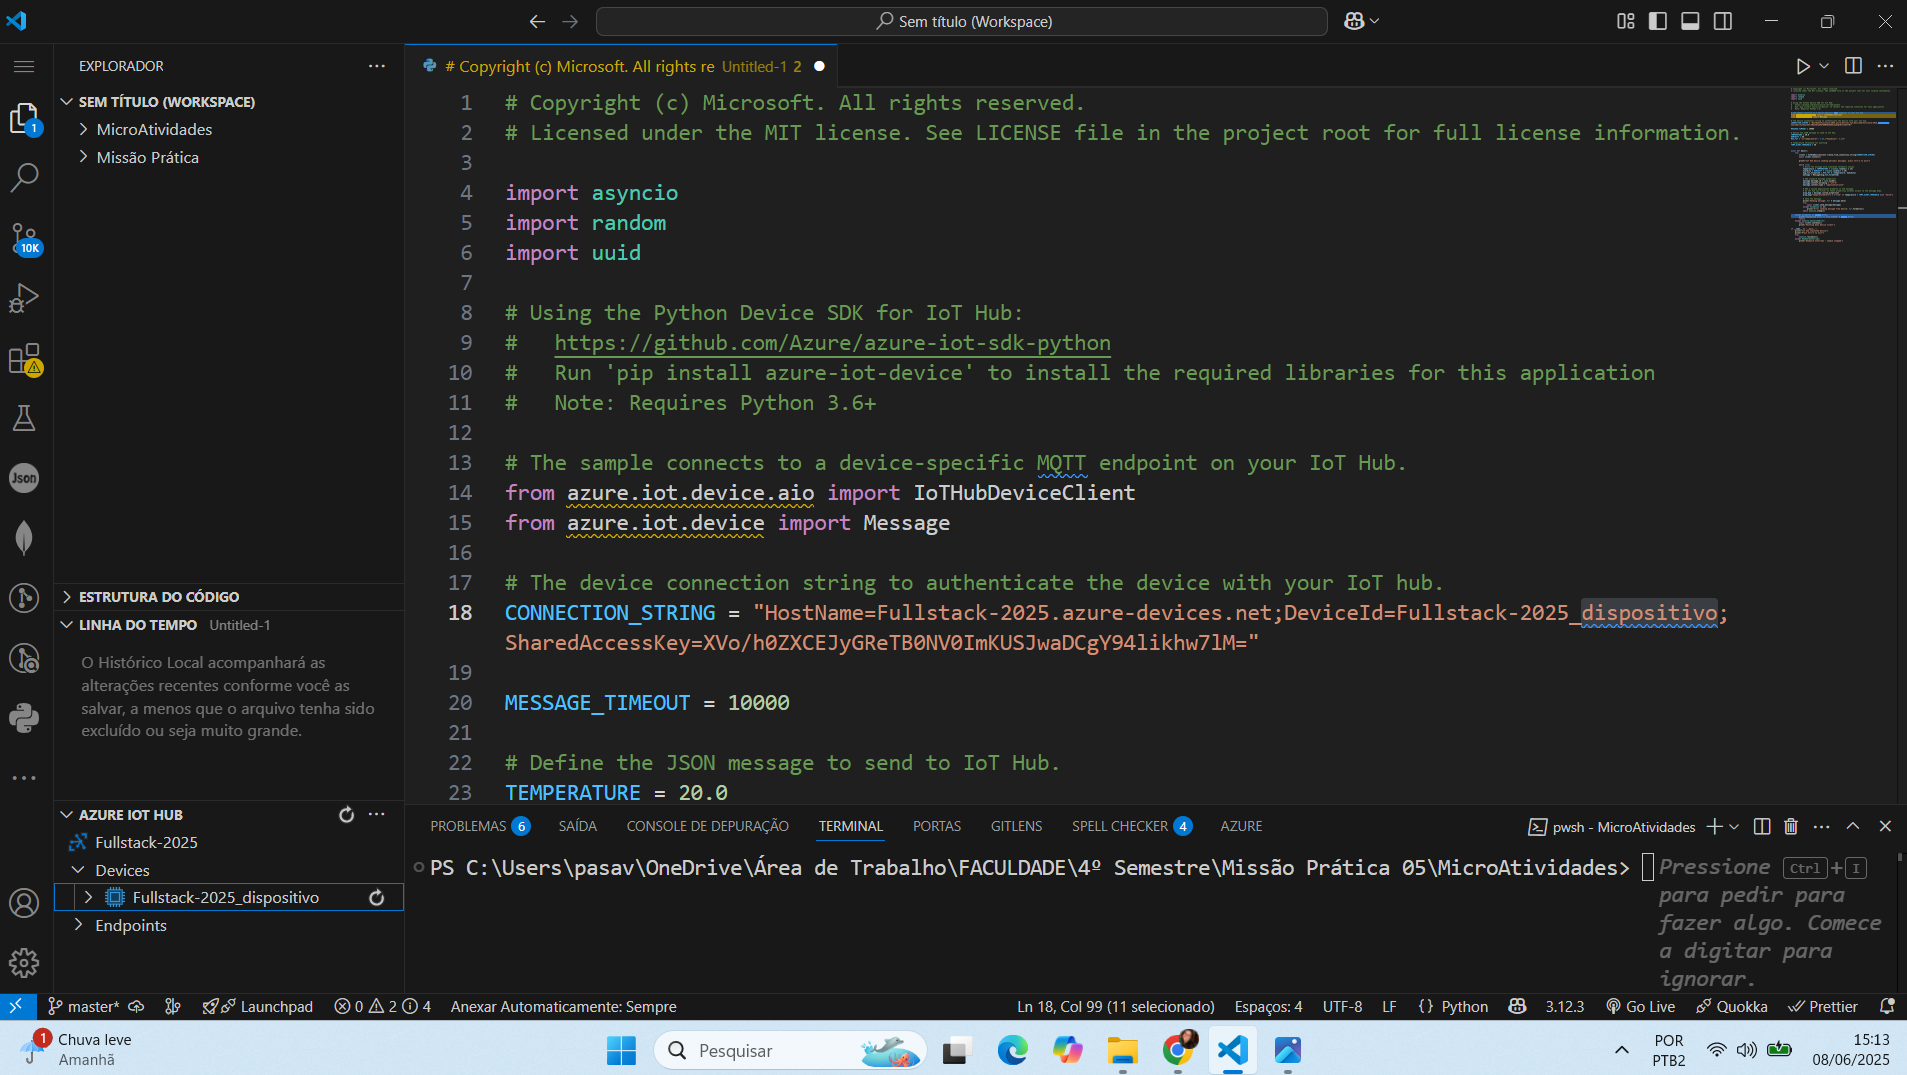 Sem título (Workspace)
EXPLORADOR
SEM TÍTULO (WORKSPACE)
MicroAtividades
Missão Prática
1
10K
Json
ESTRUTURA DO CÓDIGO
LINHA DO TEMPO Untitled-1
O Histórico Local acompanhará as
alterações recentes conforme você as
salvar, a menos que o arquivo tenha sido
excluído ou seja muito grande.
AZURE IOT HUB
Fullstack-2025
Devices
Fullstack-2025_dispositivo
Endpoints
# Copyright (c) Microsoft. All rights re Untitled-1 2
1 # Copyright (c) Microsoft. All rights reserved.
2 # Licensed under the MIT license. See LICENSE file in the project root for full license information.
3
4 import asyncio
5 import random
6 import uuid
7
8 # Using the Python Device SDK for IoT Hub:
9 #   https://github.com/Azure/azure-iot-sdk-python
10 #   Run 'pip install azure-iot-device' to install the required libraries for this application
11 #   Note: Requires Python 3.6+
12
13 # The sample connects to a device-specific MQTT endpoint on your IoT Hub.
14 from azure.iot.device.aio import IoTHubDeviceClient
15 from azure.iot.device import Message
16
17 # The device connection string to authenticate the device with your IoT hub.
18 CONNECTION_STRING = "HostName=Fullstack-2025.azure-devices.net;DeviceId=Fullstack-2025_dispositivo;
SharedAccessKey=XVo/h0ZXCEJyGReTB0NV0ImKUSJwaDCgY94likhw7lM="
19
20 MESSAGE_TIMEOUT = 10000
21
22 # Define the JSON message to send to IoT Hub.
23 TEMPERATURE = 20.0
PROBLEMAS 6 SAÍDA CONSOLE DE DEPURAÇÃO TERMINAL PORTAS GITLENS SPELL CHECKER 4 AZURE
pwsh - MicroAtividades
PS C:\Users\pasav\OneDrive\Área de Trabalho\FACULDADE\4º Semestre\Missão Prática 05\MicroAtividades>
Pressione Ctrl+I
para pedir para
fazer algo. Comece
a digitar para
ignorar.
master* Launchpad 0 2 4 Anexar Automaticamente: Sempre Ln 18, Col 99 (11 selecionado) Espaços: 4 UTF-8 LF {} Python 3.12.3 Go Live Quokka Prettier
1
Chuva leve
Amanhã
Pesquisar
POR
PTB2
15:13
08/06/2025